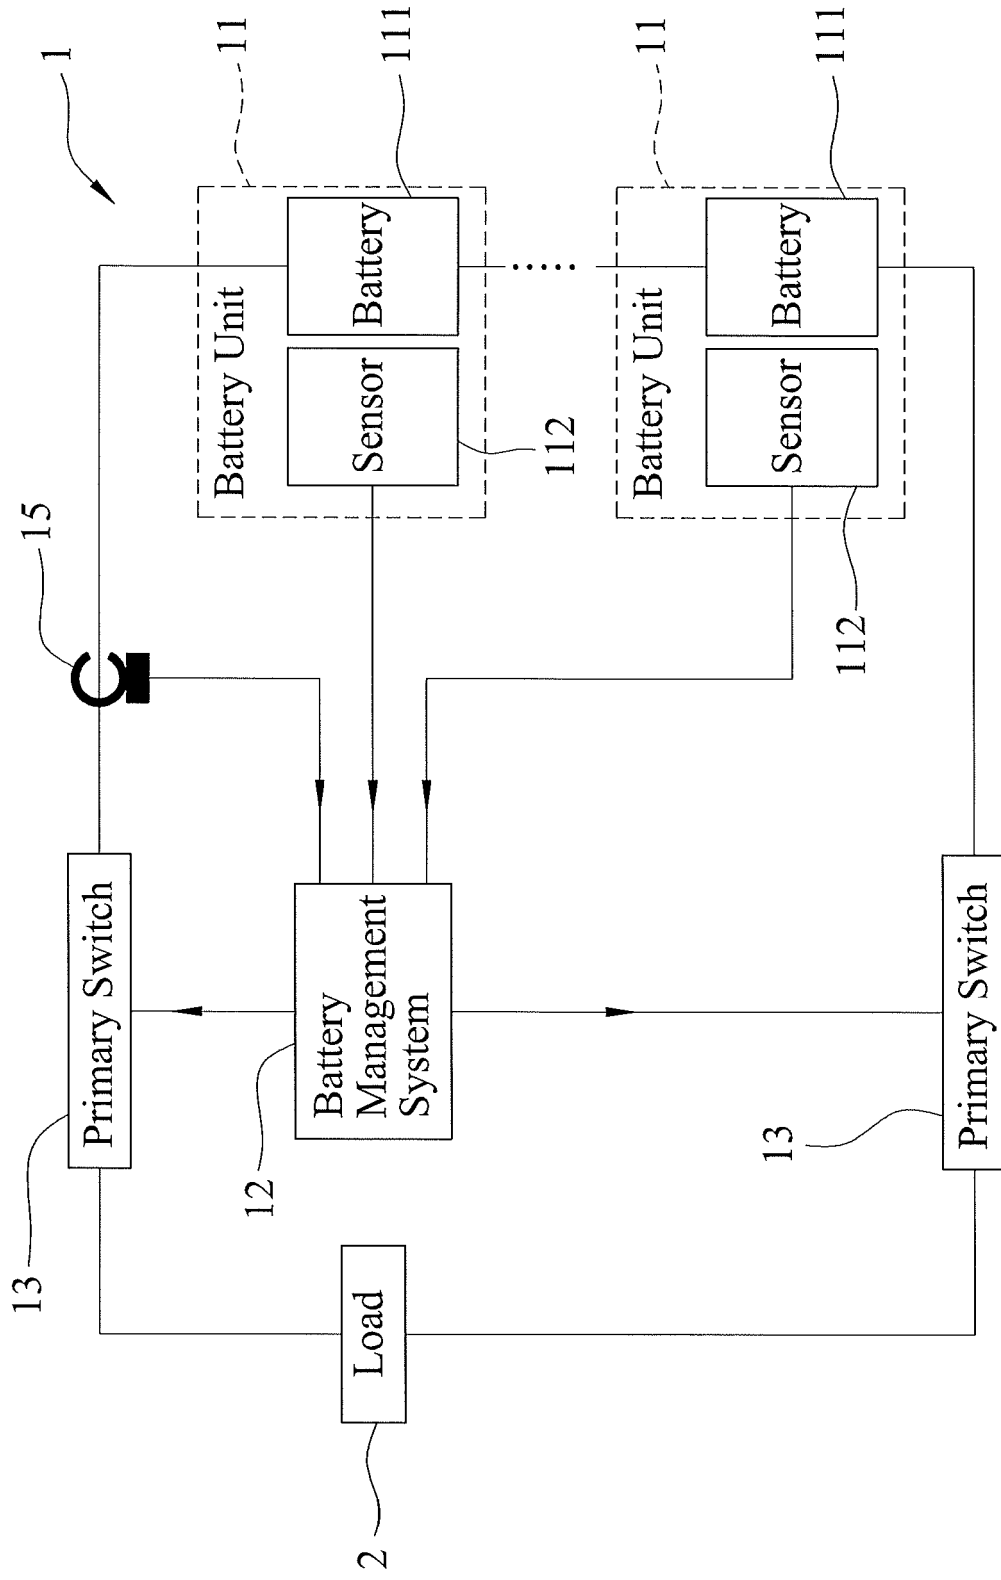 1
11
111
Battery Unit
Battery
Sensor
112
11
111
Battery Unit
Battery
Sensor
112
15
13
Primary Switch
12
Battery
Management
System
13
Primary Switch
2
Load